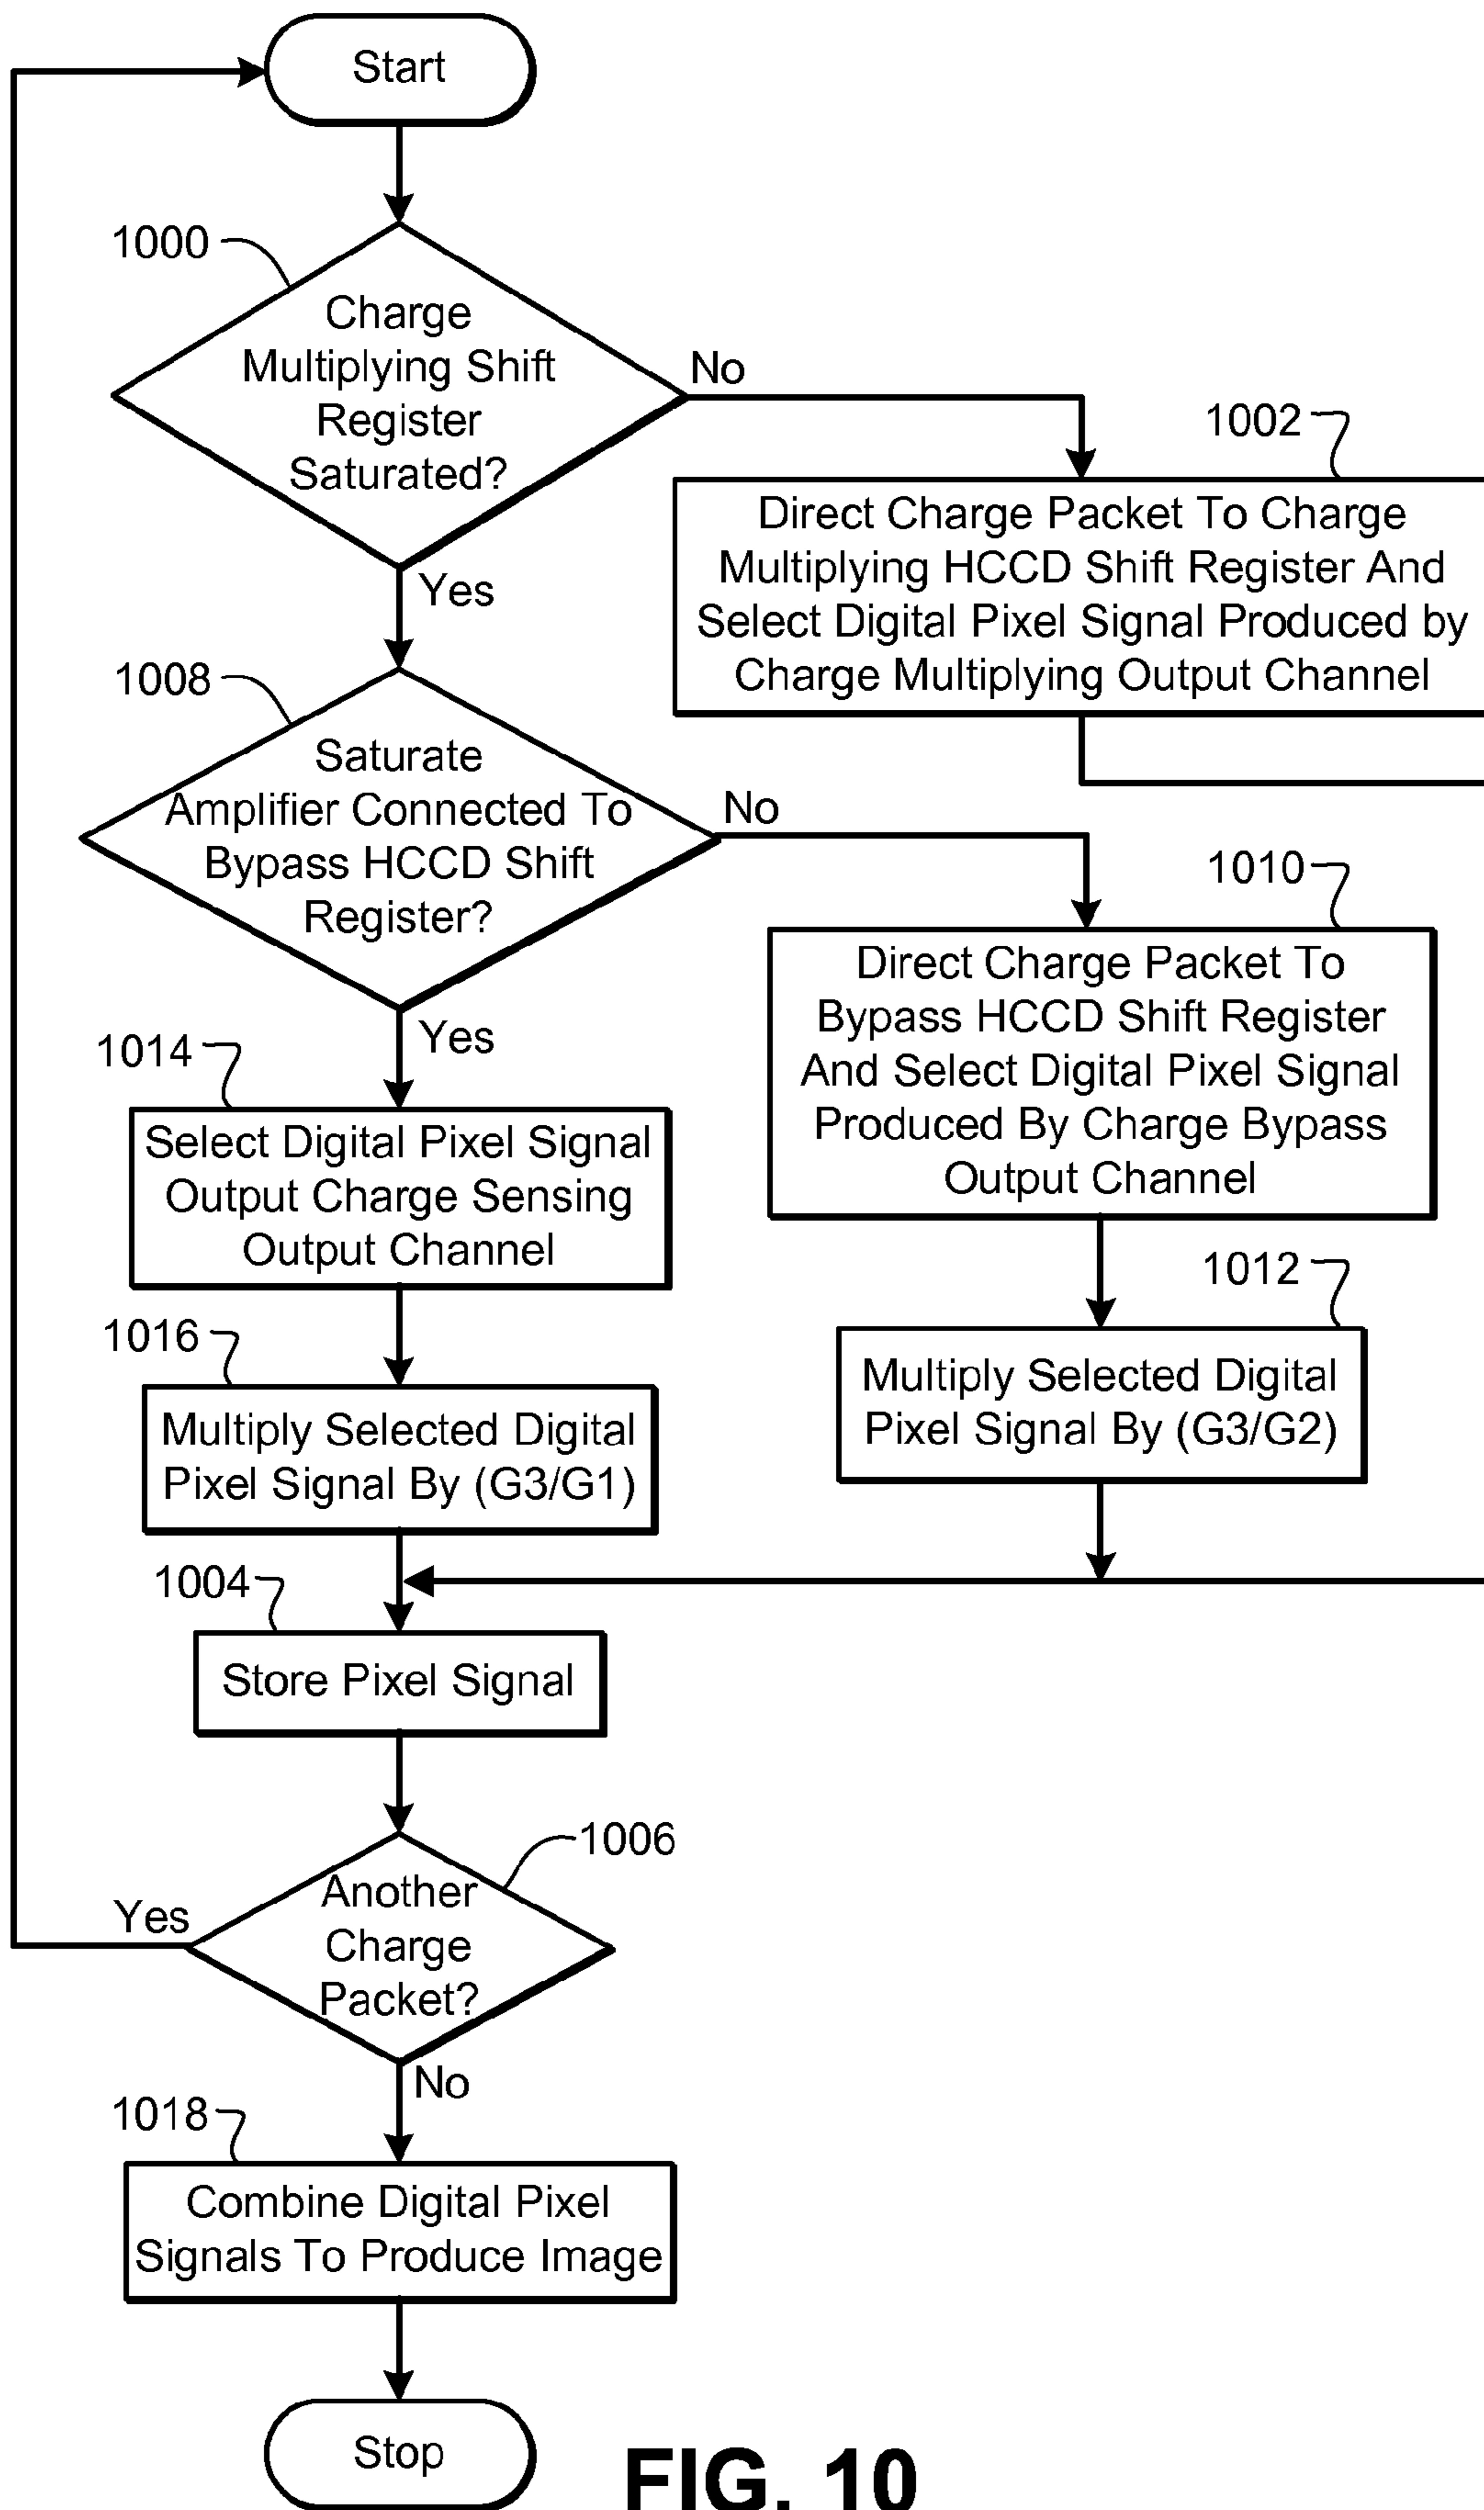 Start
1000
Charge
Multiplying Shift
Register
Saturated?
No
Yes
1002
Direct Charge Packet To Charge
Multiplying HCCD Shift Register And
Select Digital Pixel Signal Produced by
Charge Multiplying Output Channel
1008
Saturate
Amplifier Connected To
Bypass HCCD Shift
Register?
No
Yes
1010
Direct Charge Packet To
Bypass HCCD Shift Register
And Select Digital Pixel Signal
Produced By Charge Bypass
Output Channel
1014
Select Digital Pixel Signal
Output Charge Sensing
Output Channel
1012
Multiply Selected Digital
Pixel Signal By (G3/G2)
1016
Multiply Selected Digital
Pixel Signal By (G3/G1)
1004
Store Pixel Signal
1006
Another
Charge
Packet?
Yes
No
1018
Combine Digital Pixel
Signals To Produce Image
Stop
FIG. 10